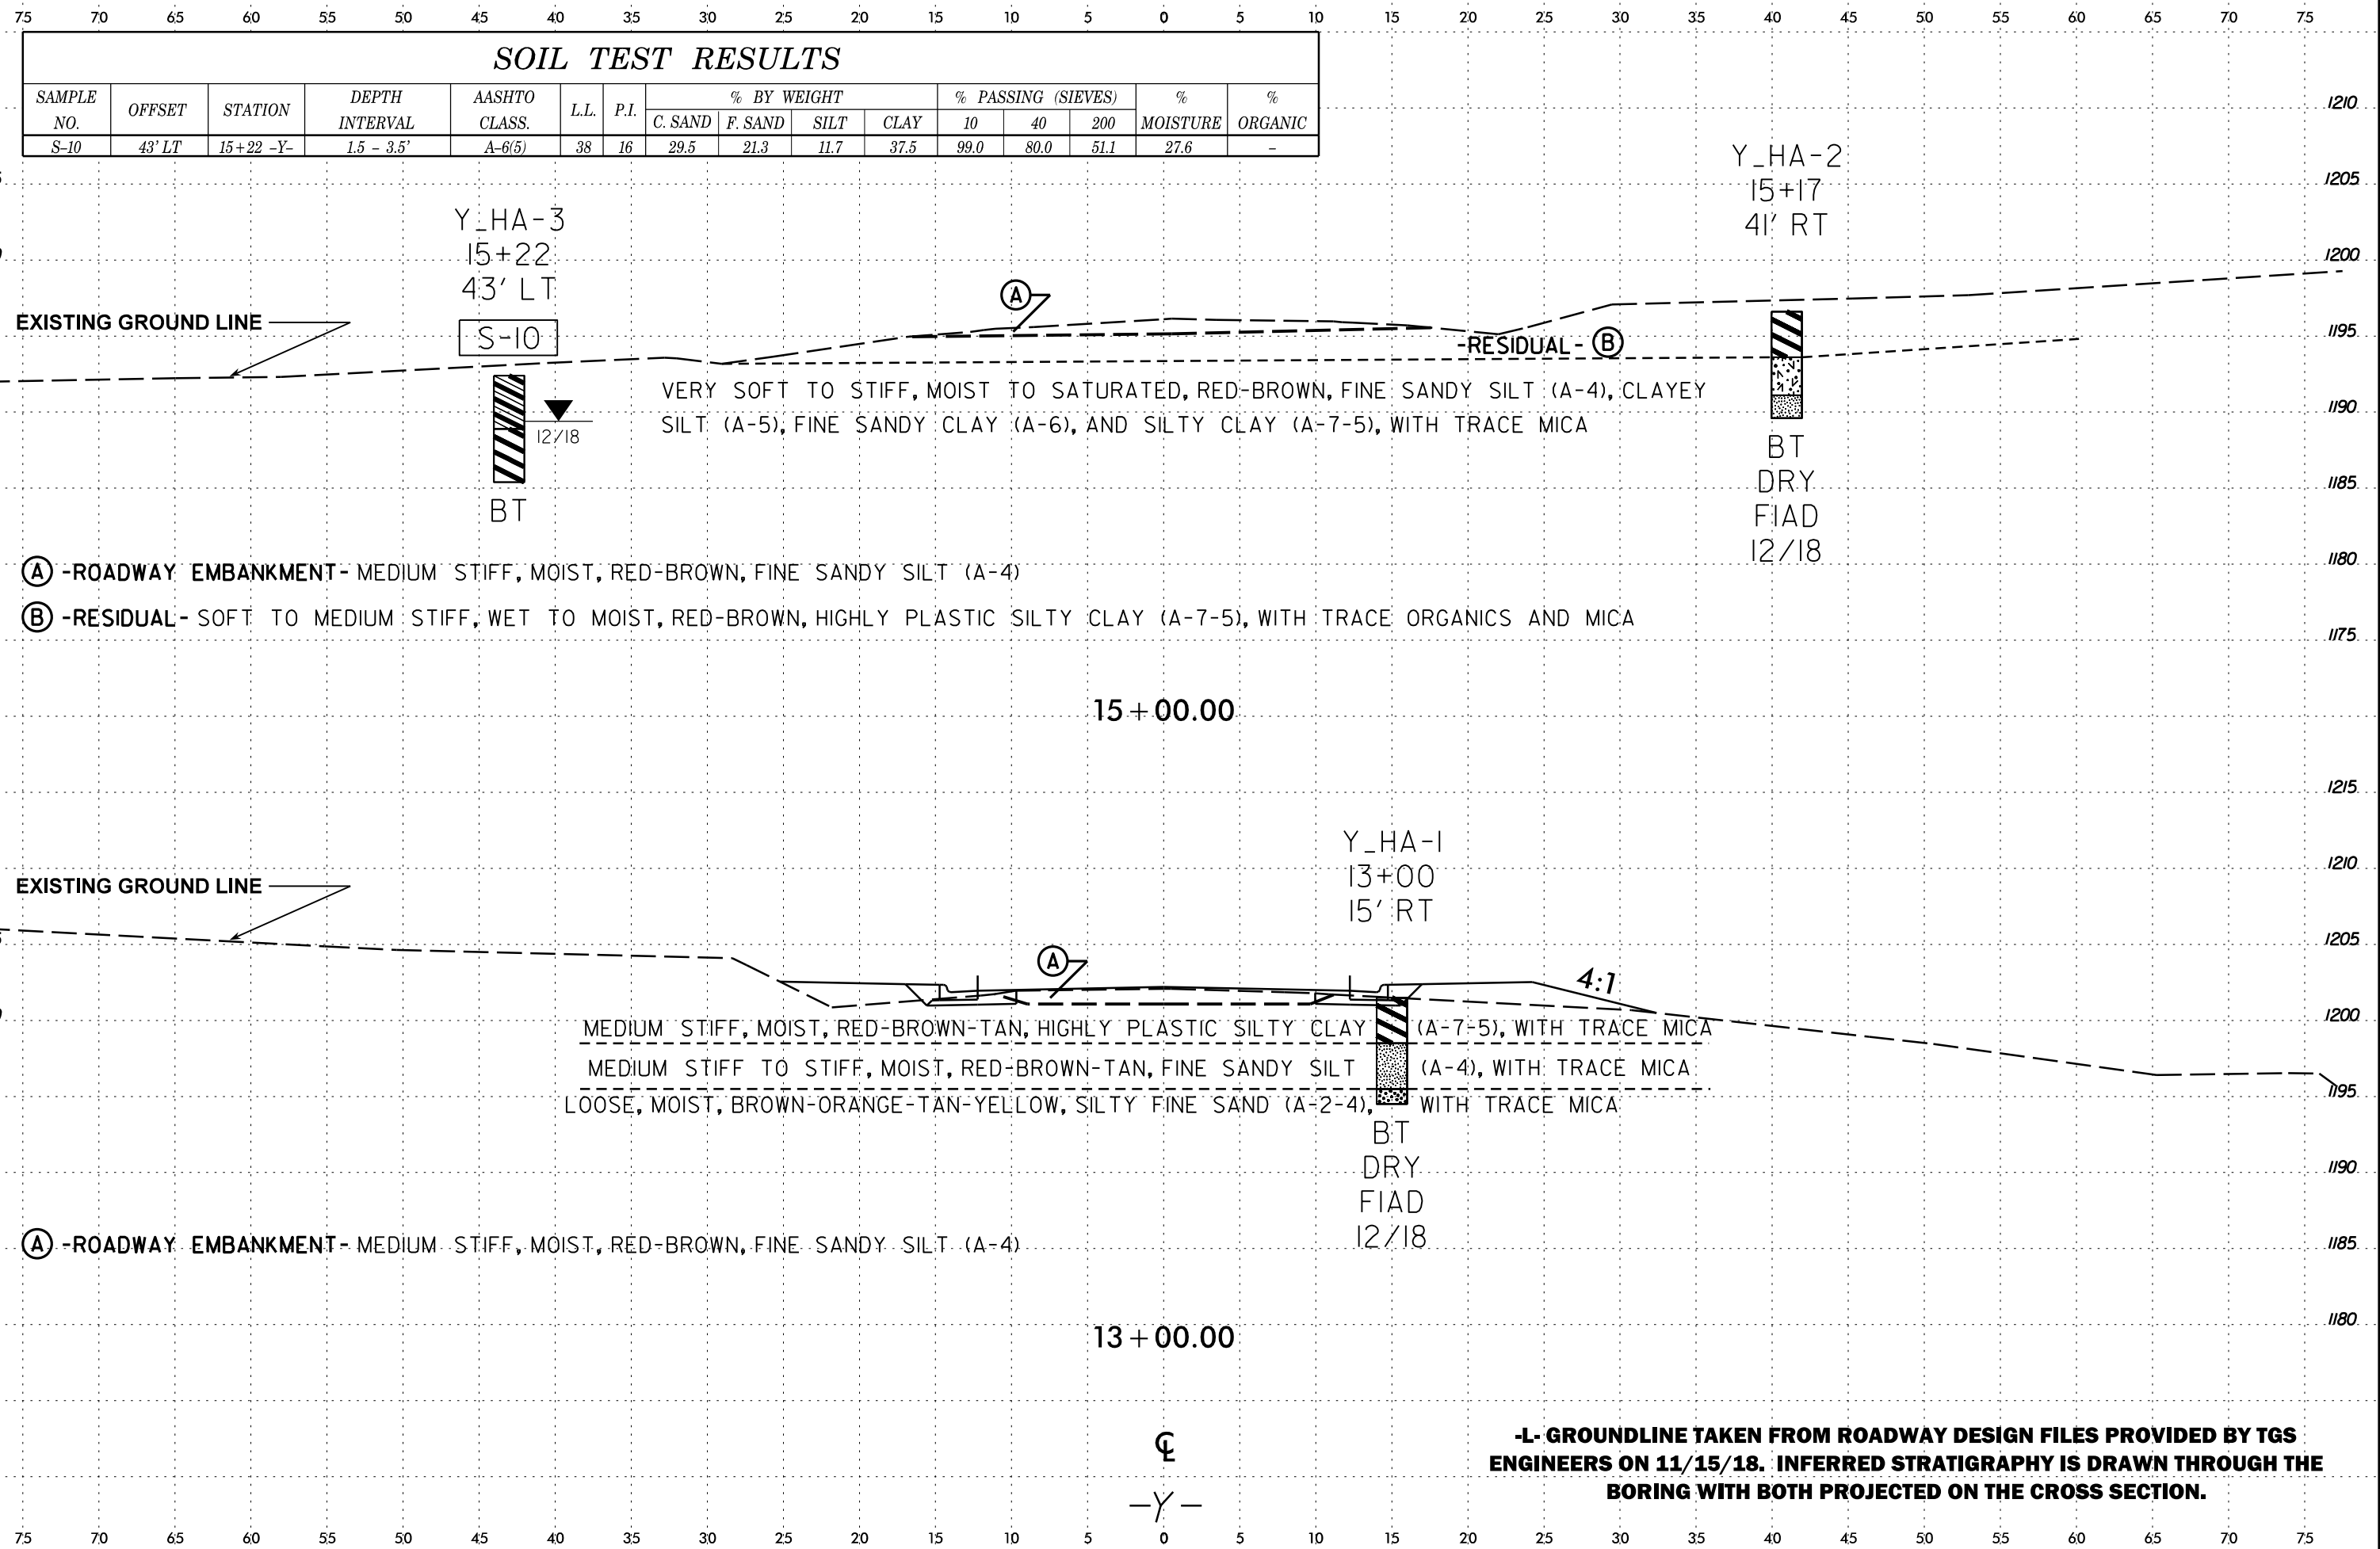 75 70 65 60 55 50 45 40 35 30 25 20 15 10 5 0 5 10 15 20 25 30 35 40 45 50 55 60 65 70 75
SOIL TEST RESULTS
SAMPLE NO. OFFSET STATION DEPTH INTERVAL AASHTO CLASS. L.L. P.I. % BY WEIGHT % PASSING (SIEVES) % MOISTURE % ORGANIC
C. SAND F. SAND SILT CLAY 10 40 200
S-10 43' LT 15+22 -Y- 1.5 - 3.5' A-6(5) 38 16 29.5 21.3 11.7 37.5 99.0 80.0 51.1 27.6 -
1210
1205
1200
1195
1190
1185
1180
1175
Y_HA-3
15+22
43' LT
S-10
12/18
BT
EXISTING GROUND LINE
A
-RESIDUAL- B
Y_HA-2
15+17
41' RT
BT
DRY
FIAD
12/18
VERY SOFT TO STIFF, MOIST TO SATURATED, RED-BROWN, FINE SANDY SILT (A-4), CLAYEY
SILT (A-5), FINE SANDY CLAY (A-6), AND SILTY CLAY (A-7-5), WITH TRACE MICA
A -ROADWAY EMBANKMENT- MEDIUM STIFF, MOIST, RED-BROWN, FINE SANDY SILT (A-4)
B -RESIDUAL- SOFT TO MEDIUM STIFF, WET TO MOIST, RED-BROWN, HIGHLY PLASTIC SILTY CLAY (A-7-5), WITH TRACE ORGANICS AND MICA
15+00.00
1215
1210
1205
1200
1195
1190
1185
1180
Y_HA-1
13+00
15' RT
EXISTING GROUND LINE
A
4:1
MEDIUM STIFF, MOIST, RED-BROWN-TAN, HIGHLY PLASTIC SILTY CLAY (A-7-5), WITH TRACE MICA
MEDIUM STIFF TO STIFF, MOIST, RED-BROWN-TAN, FINE SANDY SILT (A-4), WITH TRACE MICA
LOOSE, MOIST, BROWN-ORANGE-TAN-YELLOW, SILTY FINE SAND (A-2-4), WITH TRACE MICA
BT
DRY
FIAD
12/18
A -ROADWAY EMBANKMENT- MEDIUM STIFF, MOIST, RED-BROWN, FINE SANDY SILT (A-4)
13+00.00
℄
-Y-
-L- GROUNDLINE TAKEN FROM ROADWAY DESIGN FILES PROVIDED BY TGS
ENGINEERS ON 11/15/18. INFERRED STRATIGRAPHY IS DRAWN THROUGH THE
BORING WITH BOTH PROJECTED ON THE CROSS SECTION.
75 70 65 60 55 50 45 40 35 30 25 20 15 10 5 0 5 10 15 20 25 30 35 40 45 50 55 60 65 70 75